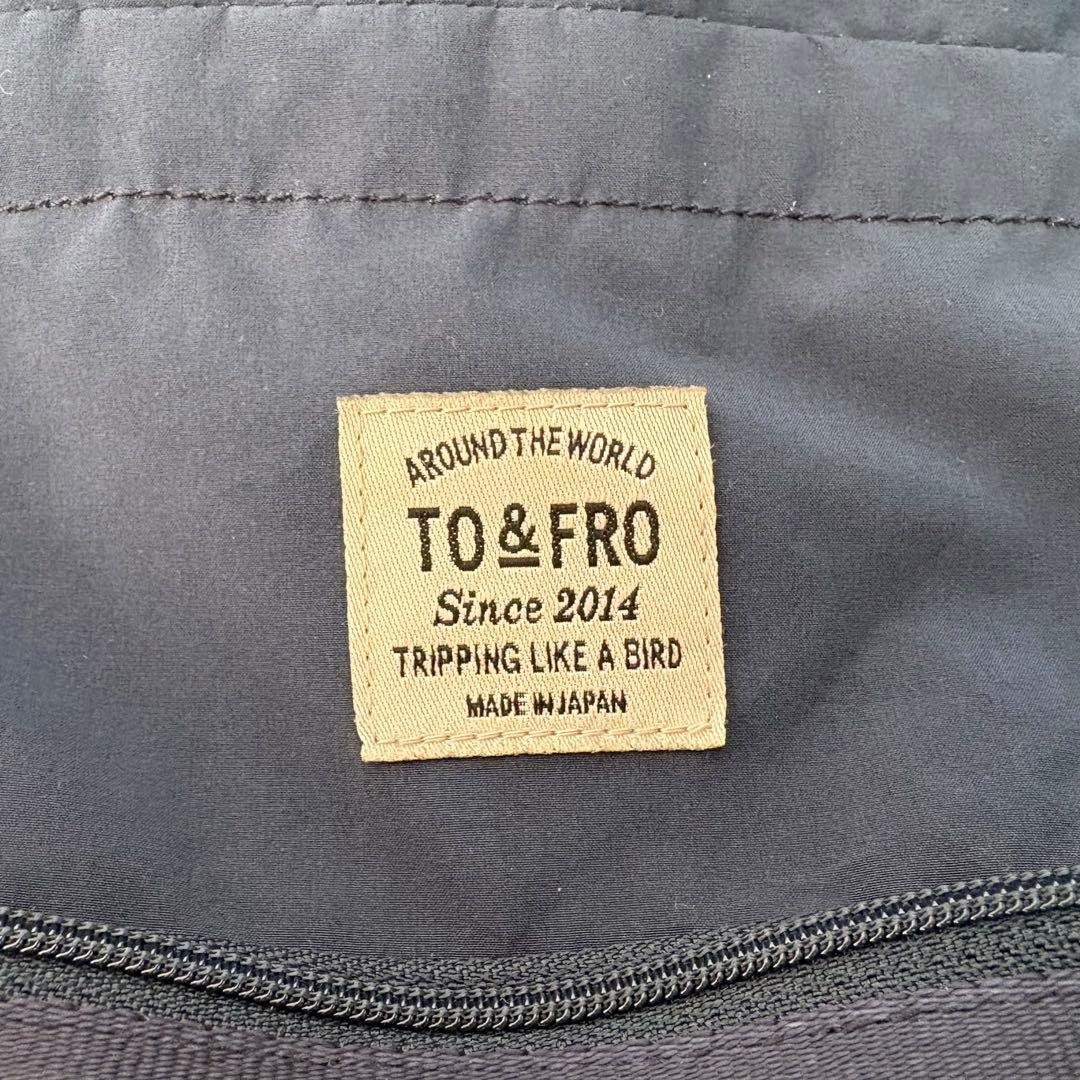 AROUND THE WORLD
TO & FRO
Since 2014
TRIPPING LIKE A BIRD
MADE IN JAPAN